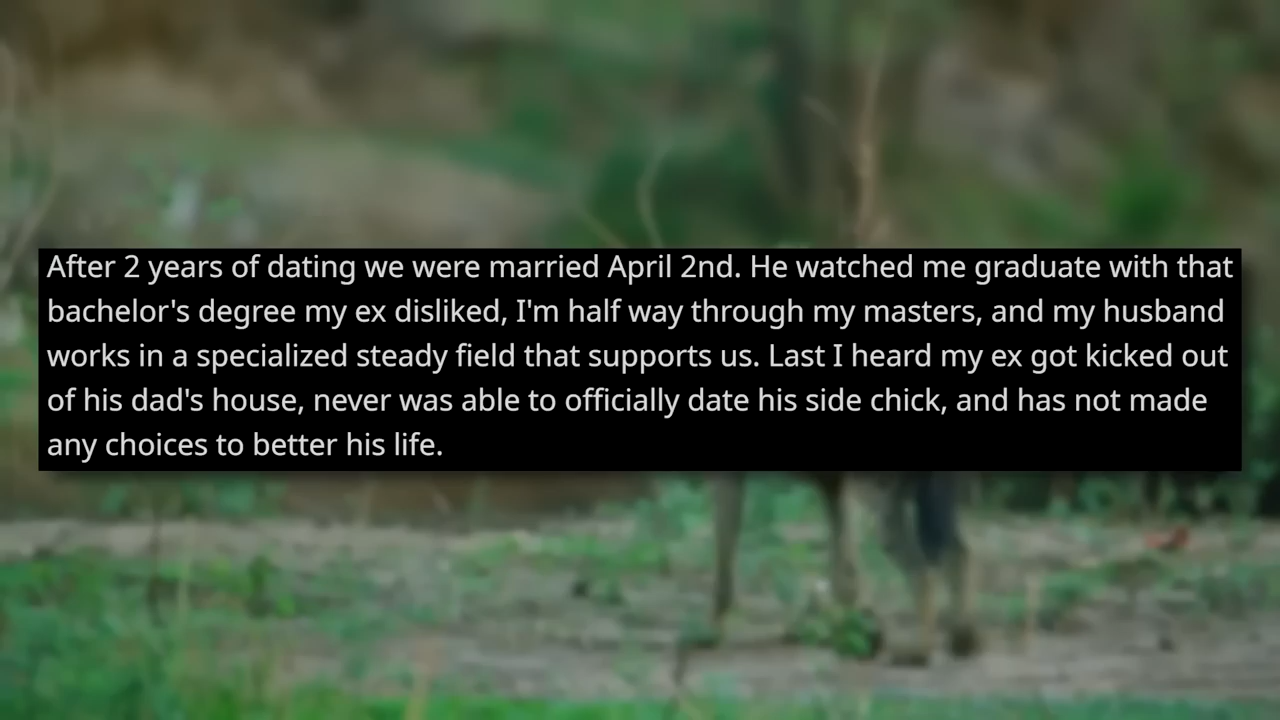 After 2 years of dating we were married April 2nd. He watched me graduate with that
bachelor's degree my ex disliked, I'm half way through my masters, and my husband
works in a specialized steady field that supports us. Last I heard my ex got kicked out
of his dad's house, never was able to officially date his side chick, and has not made
any choices to better his life.